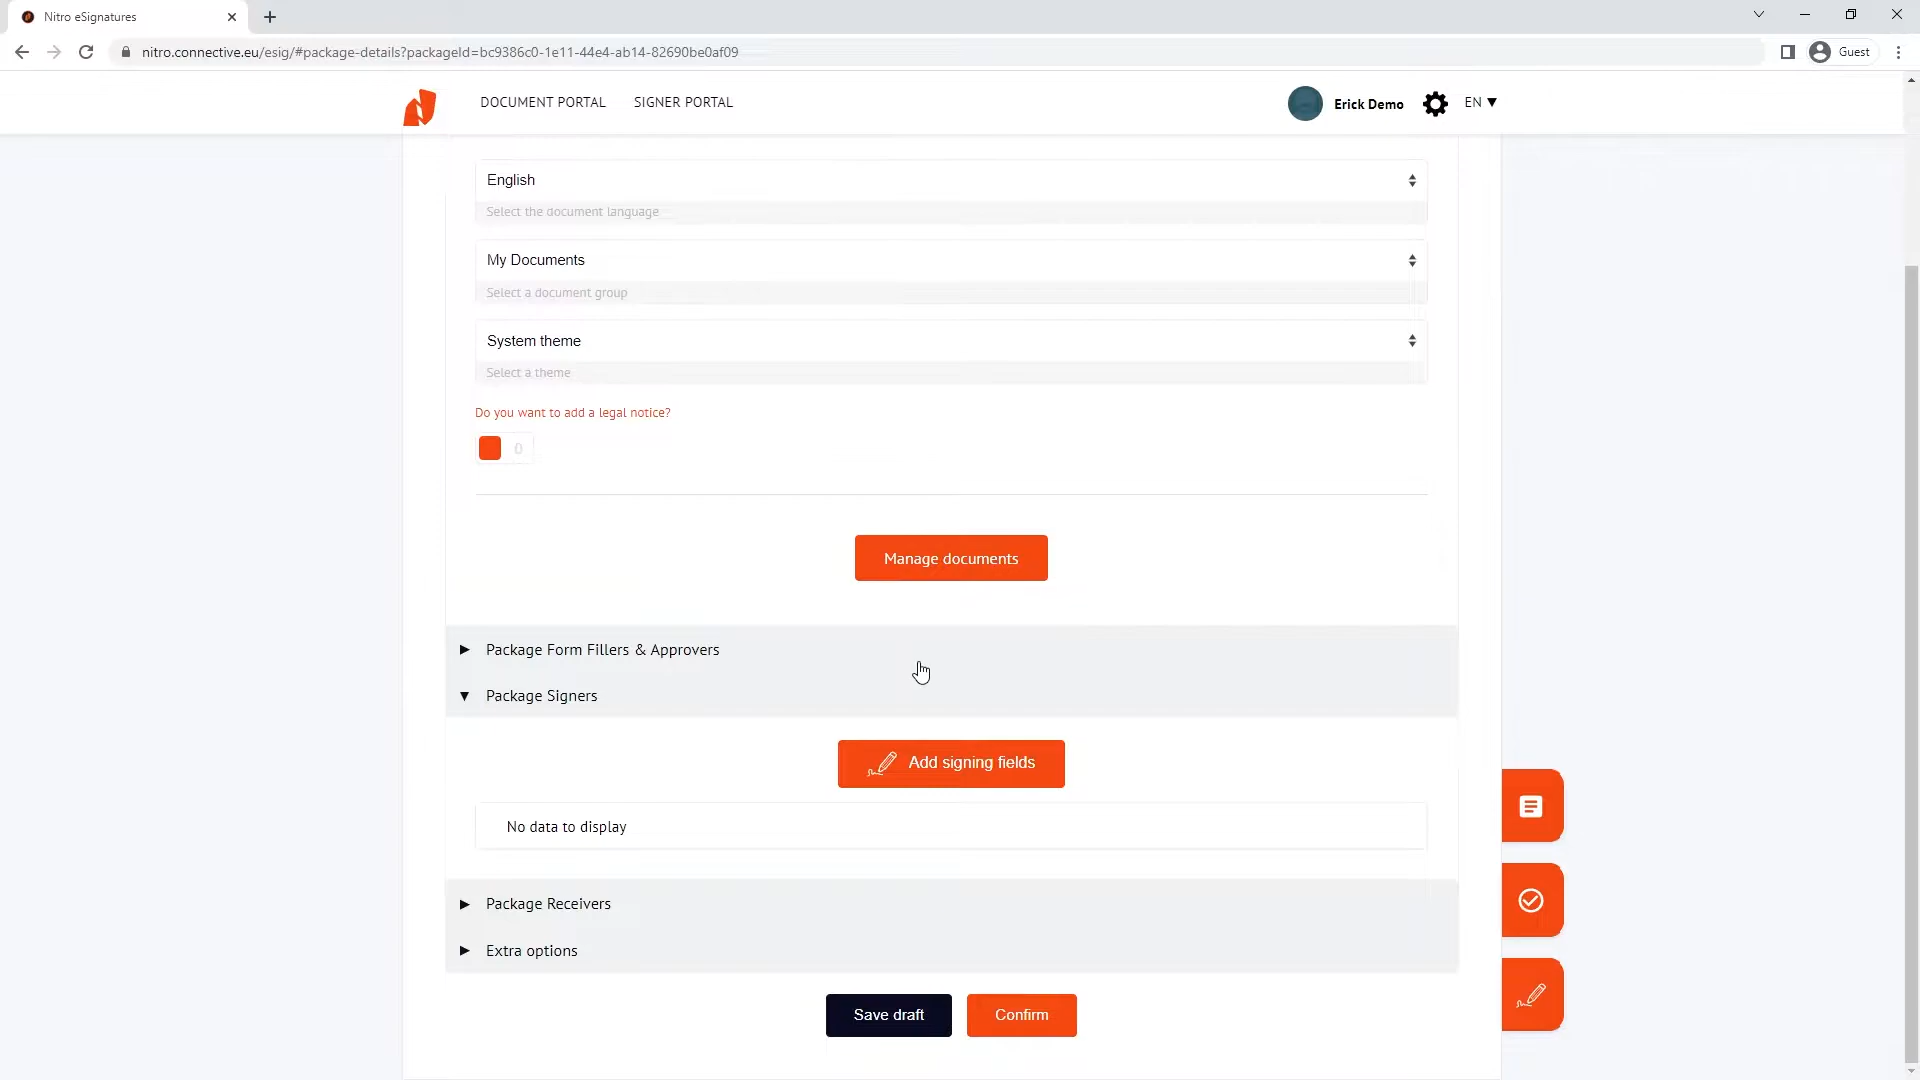 Nitro eSignatures
nitro.connective.eu/esig/#package-details?packageId=bc9386c0-1e11-44e4-ab14-82690be0af09
Guest
DOCUMENT PORTAL
SIGNER PORTAL
Erick Demo
EN
English
Select the document language
My Documents
Select a document group
System theme
Select a theme
Do you want to add a legal notice?
0
Manage documents
Package Form Fillers & Approvers
Package Signers
Add signing fields
No data to display
Package Receivers
Extra options
Save draft
Confirm